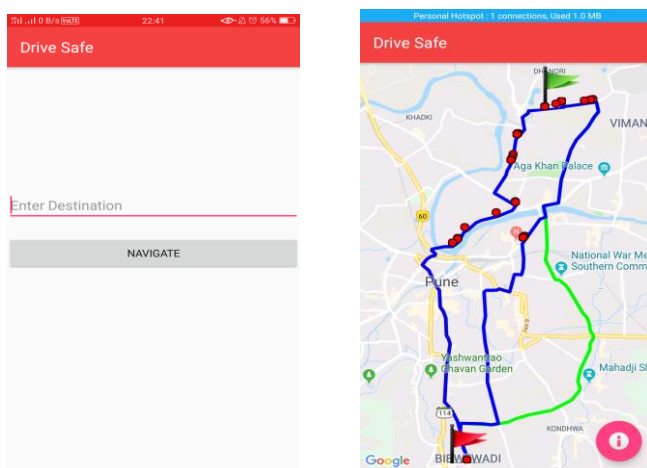 0 B/s VoLTE 22:41 56%
Drive Safe
Enter Destination
NAVIGATE
Personal Hotspot : 1 connections, Used 1.0 MB
Drive Safe
KHADKI
VIMAN
Aga Khan Palace
60
National War Me
Southern Comm
Pune
Yashwantrao
Chavan Garden
Mahadji Sh
114
KONDHWA
Google